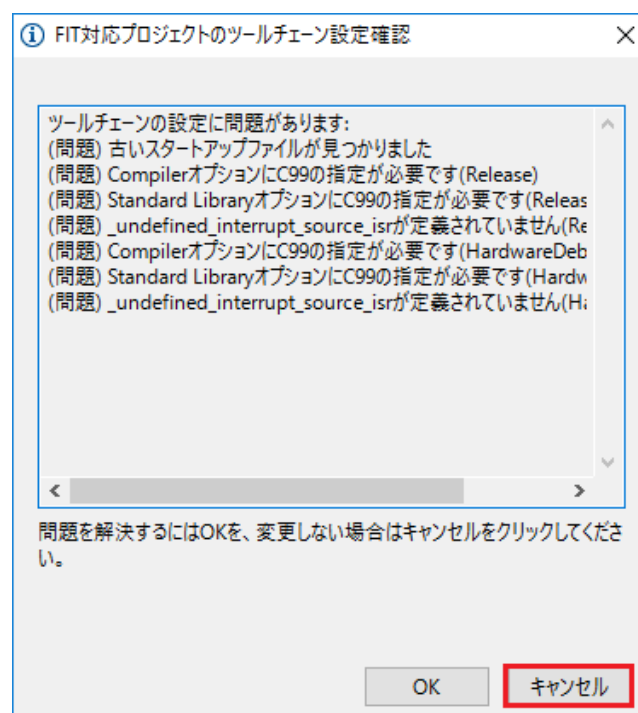 FIT対応プロジェクトのツールチェーン設定確認
ツールチェーンの設定に問題があります:
(問題) 古いスタートアップファイルが見つかりました
(問題) CompilerオプションにC99の指定が必要です(Release)
(問題) Standard LibraryオプションにC99の指定が必要です(Releas
(問題) _undefined_interrupt_source_isrが定義されていません(Re
(問題) CompilerオプションにC99の指定が必要です(HardwareDeb
(問題) Standard LibraryオプションにC99の指定が必要です(Hardw
(問題) _undefined_interrupt_source_isrが定義されていません(Ha
問題を解決するにはOKを、変更しない場合はキャンセルをクリックしてくださ
い。
OK
キャンセル